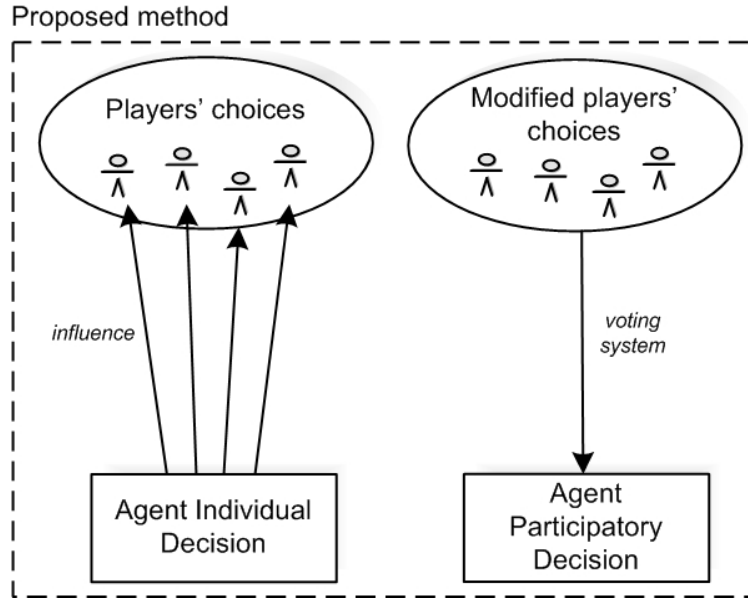 Proposed method
Players' choices
influence
Agent Individual
Decision
Modified players'
choices
voting
system
Agent
Participatory
Decision